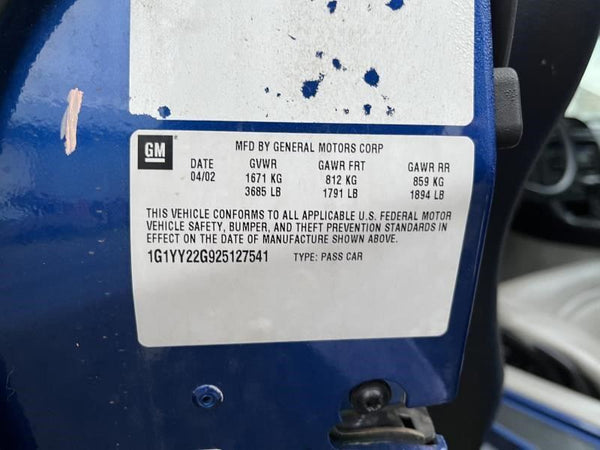 GM
MFD BY GENERAL MOTORS CORP
DATE GVWR GAWR FRT GAWR RR
04/02 1671 KG 812 KG 859 KG
3685 LB 1791 LB 1894 LB
THIS VEHICLE CONFORMS TO ALL APPLICABLE U.S. FEDERAL MOTOR
VEHICLE SAFETY, BUMPER, AND THEFT PREVENTION STANDARDS IN
EFFECT ON THE DATE OF MANUFACTURE SHOWN ABOVE.
1G1YY22G925127541 TYPE: PASS CAR